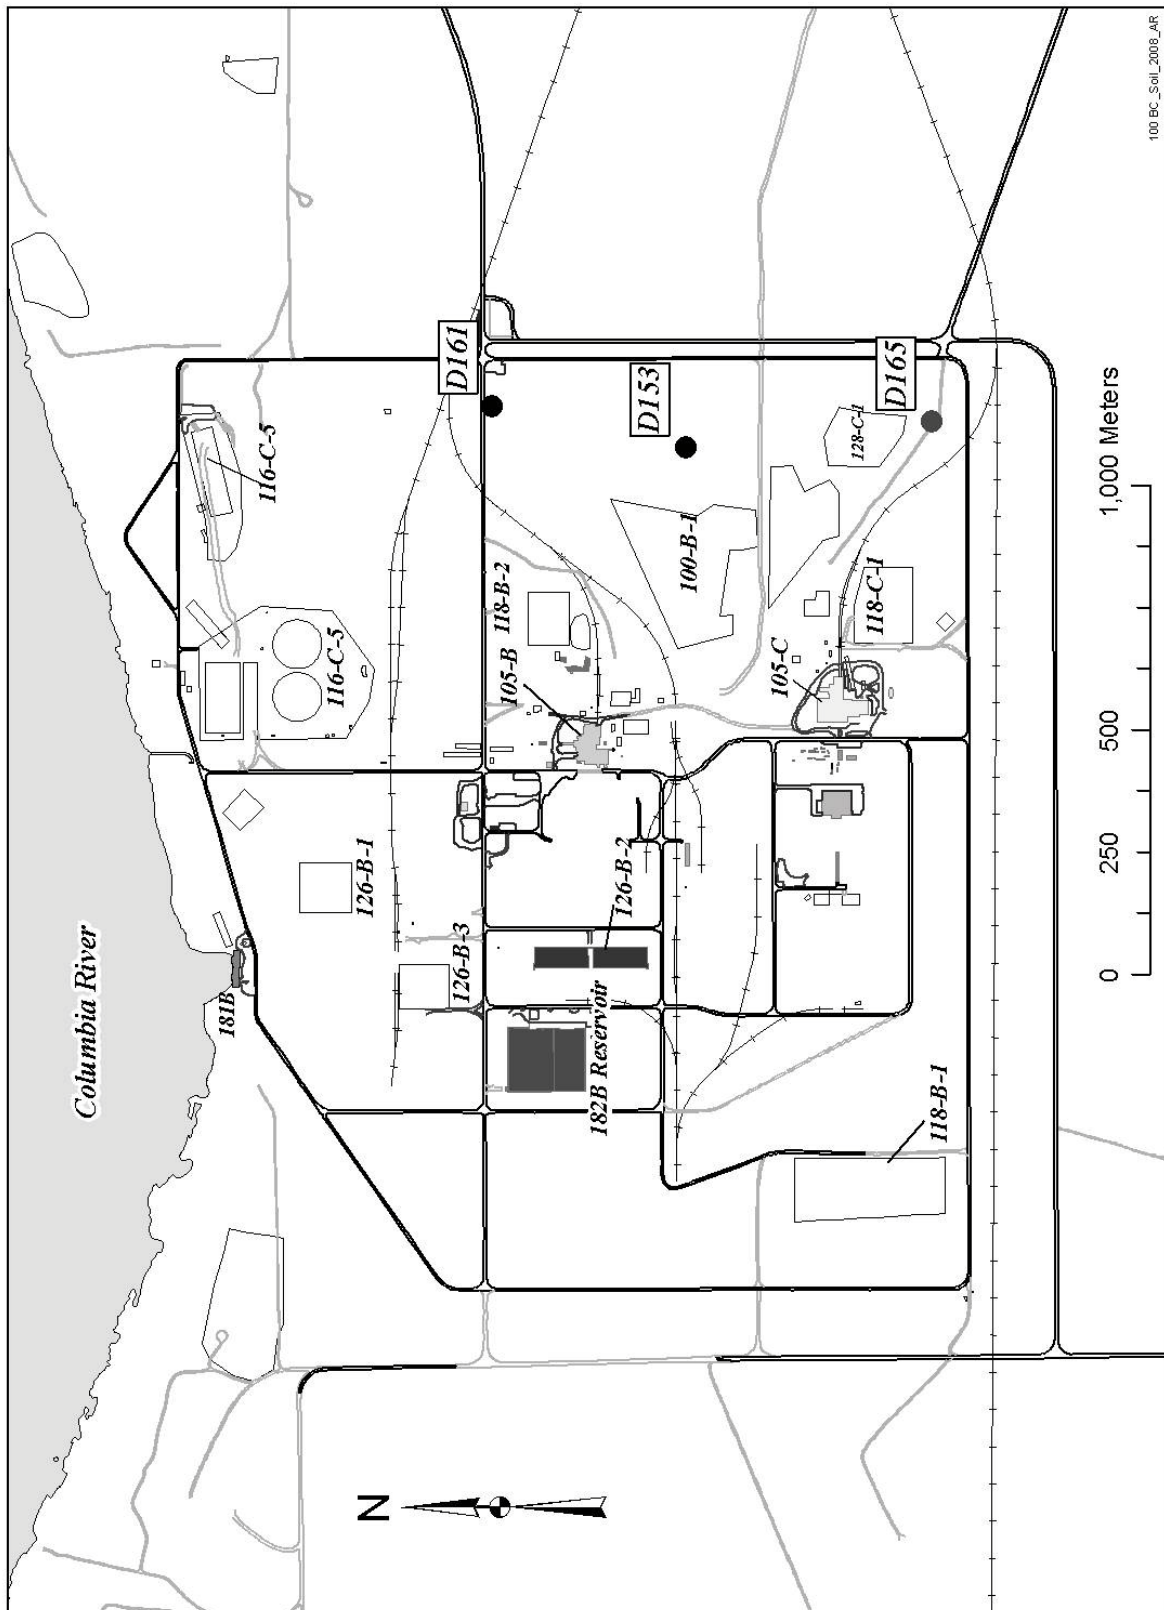 Columbia River
181B
116-C-5
116-C-5
126-B-1
126-B-3
D161
118-B-2
105-B
D153
100-B-1
126-B-2
182B Reservoir
D165
128-C-1
118-C-1
105-C
118-B-1
N
0 250 500 1,000 Meters
100 BC_Soil_2008_AR